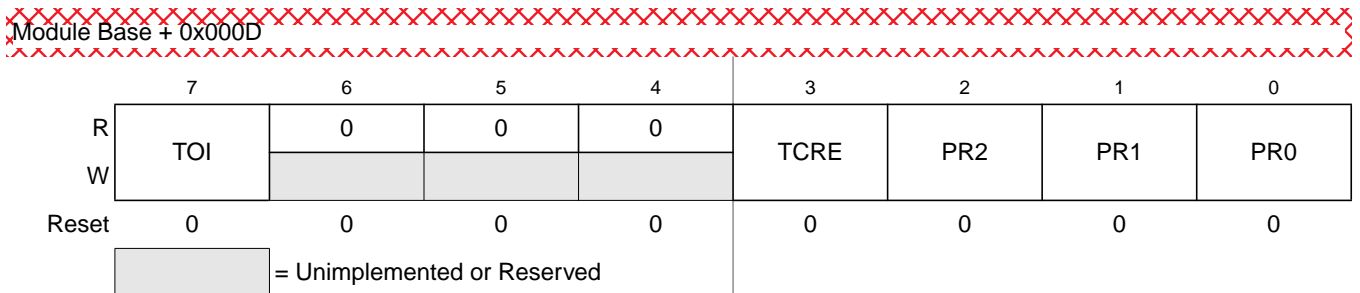 Module Base + 0x000D
7 6 5 4 3 2 1 0
R 0 0 0
TOI TCRE PR2 PR1 PR0
W
Reset 0 0 0 0 0 0 0 0
= Unimplemented or Reserved